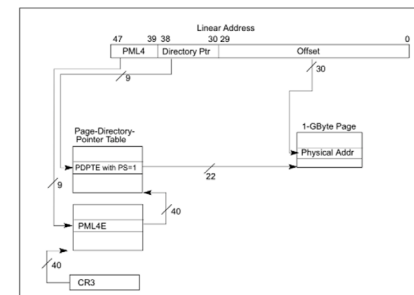 Linear Address
47 39 38 30 29 0
PML4 Directory Ptr Offset
9
30
Page-Directory-
Pointer Table
1-GByte Page
Physical Addr
PDPTE with PS=1
22
9
40
PML4E
40
CR3